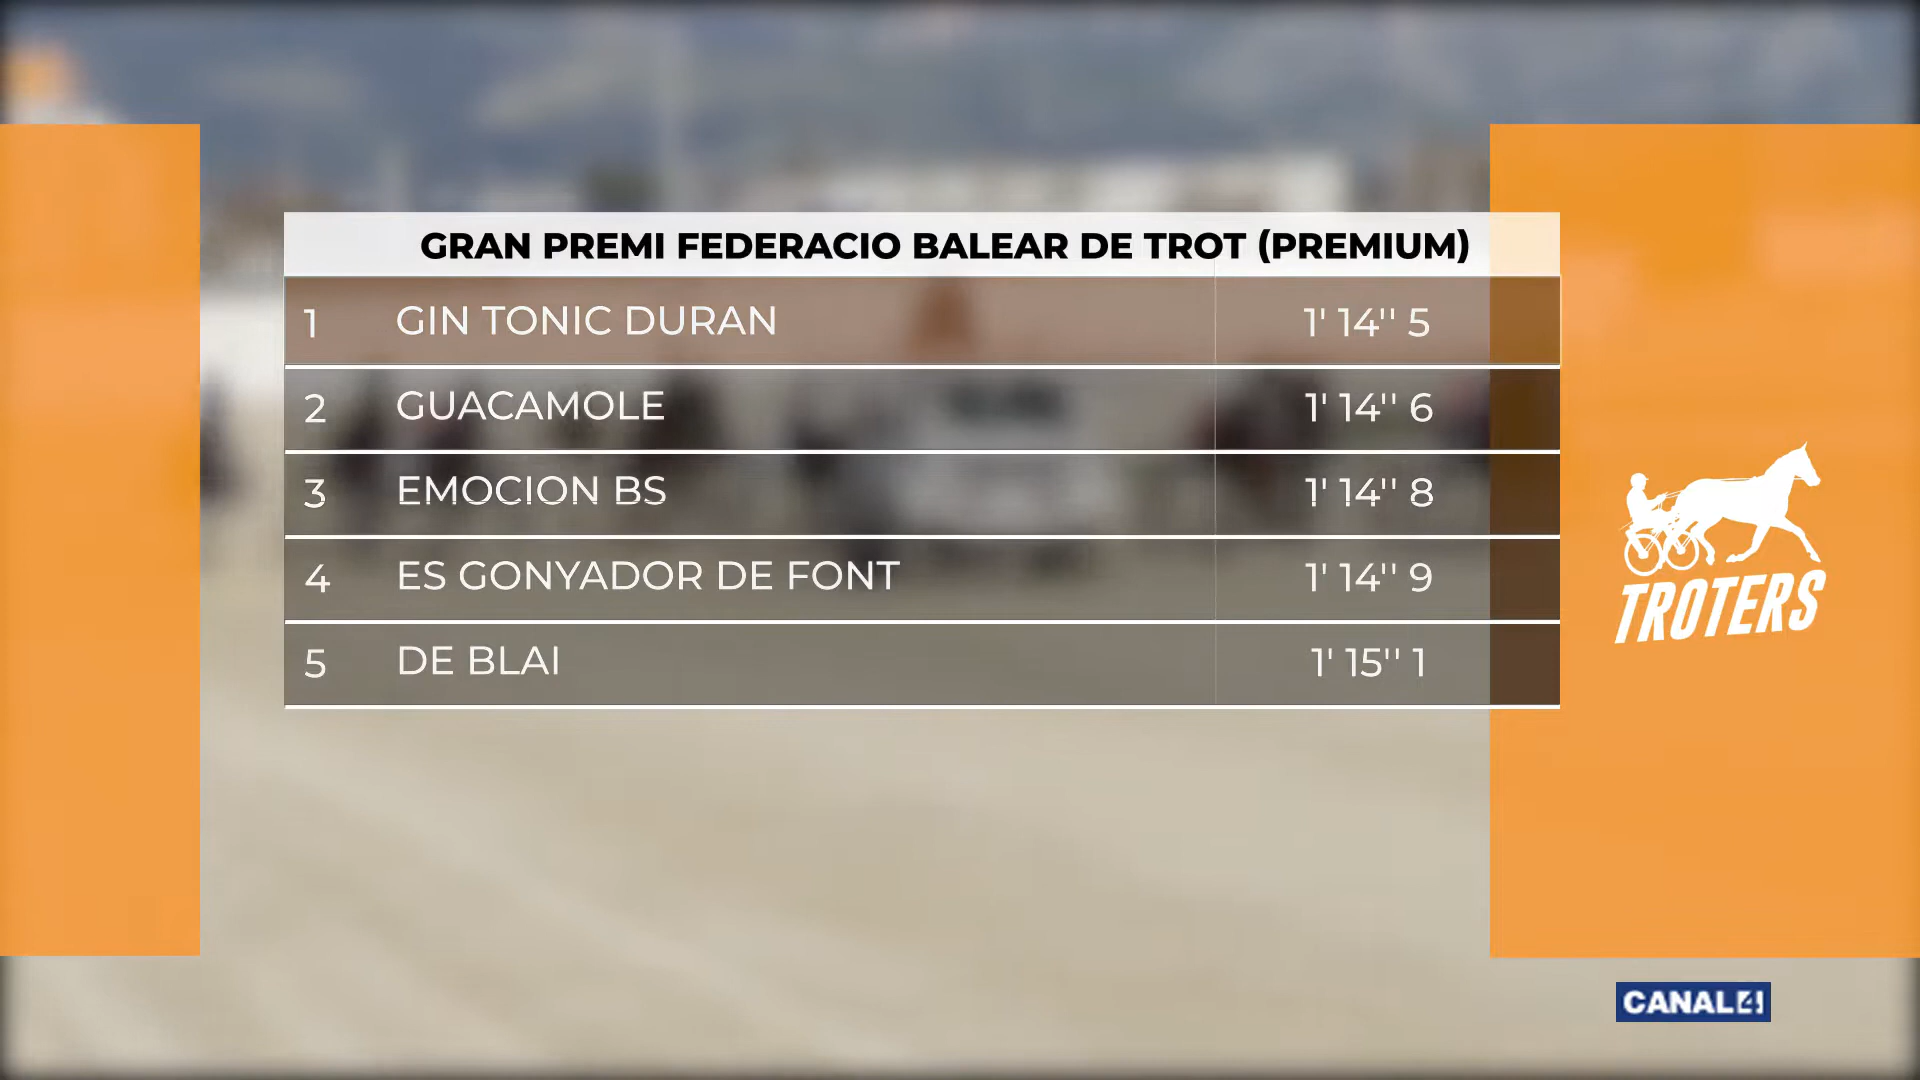 GRAN PREMI FEDERACIO BALEAR DE TROT (PREMIUM)
1 GIN TONIC DURAN 1' 14'' 5
2 GUACAMOLE 1' 14'' 6
3 EMOCION BS 1' 14'' 8
4 ES GONYADOR DE FONT 1' 14'' 9
5 DE BLAI 1' 15'' 1
TROTERS
CANAL4